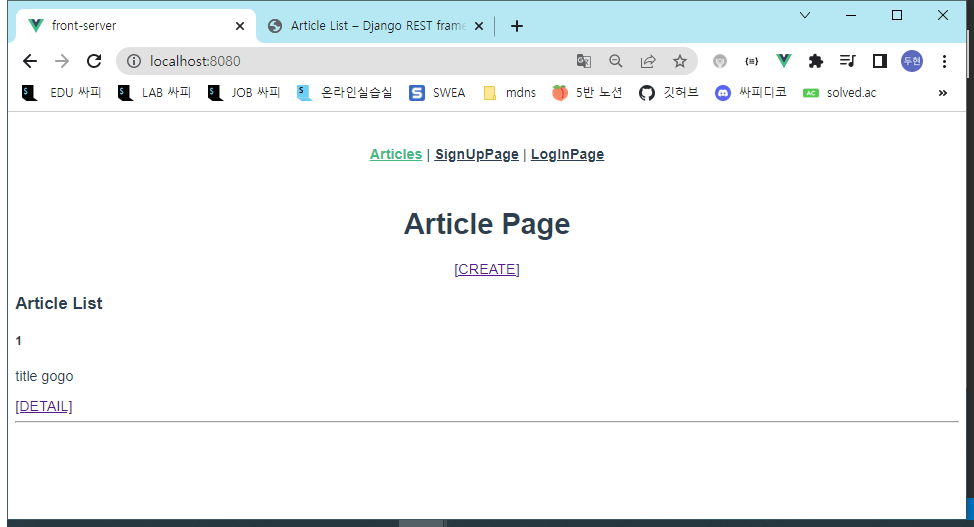 front-server
Article List – Django REST frame
localhost:8080
두현
EDU 싸피
LAB 싸피
JOB 싸피
온라인실습실
SWEA
mdns
5반 노션
깃허브
싸피디코
AC solved.ac
»
Articles | SignUpPage | LogInPage
Article Page
[CREATE]
Article List
1
title gogo
[DETAIL]